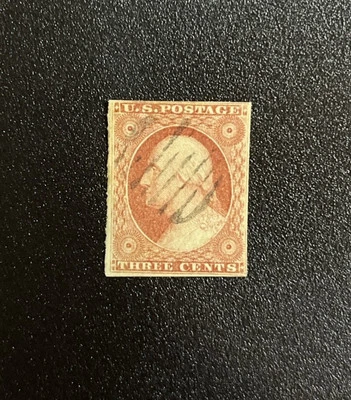 U.S. POSTAGE
THREE CENTS